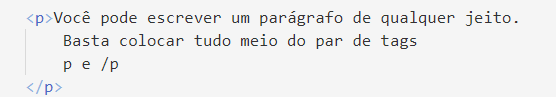 <p>Você pode escrever um parágrafo de qualquer jeito.
Basta colocar tudo meio do par de tags
p e /p
</p>